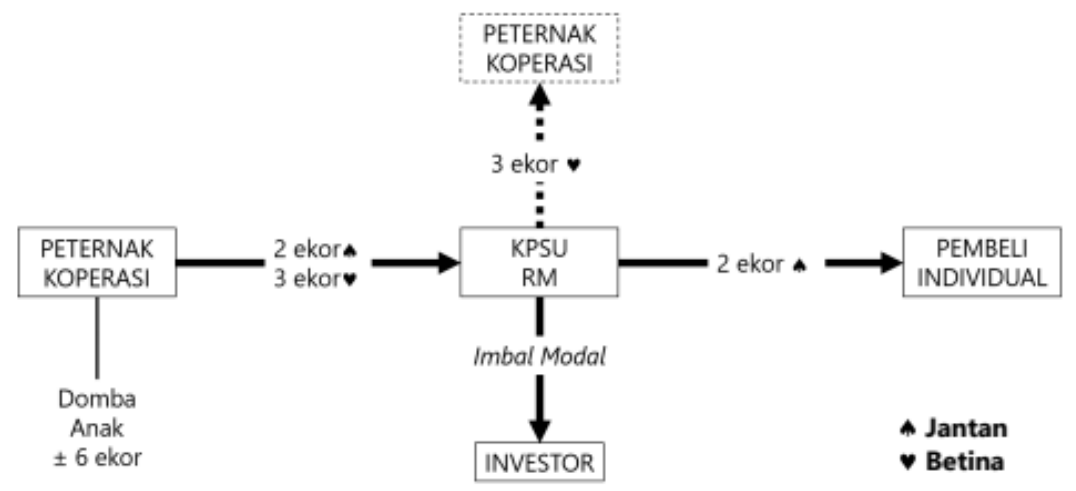 PETERNAK
KOPERASI
3 ekor ♥
PETERNAK
KOPERASI
2 ekor♠
3 ekor♥
KPSU
RM
2 ekor ♠
PEMBELI
INDIVIDUAL
Imbal Modal
Domba
Anak
± 6 ekor
INVESTOR
♠ Jantan
♥ Betina